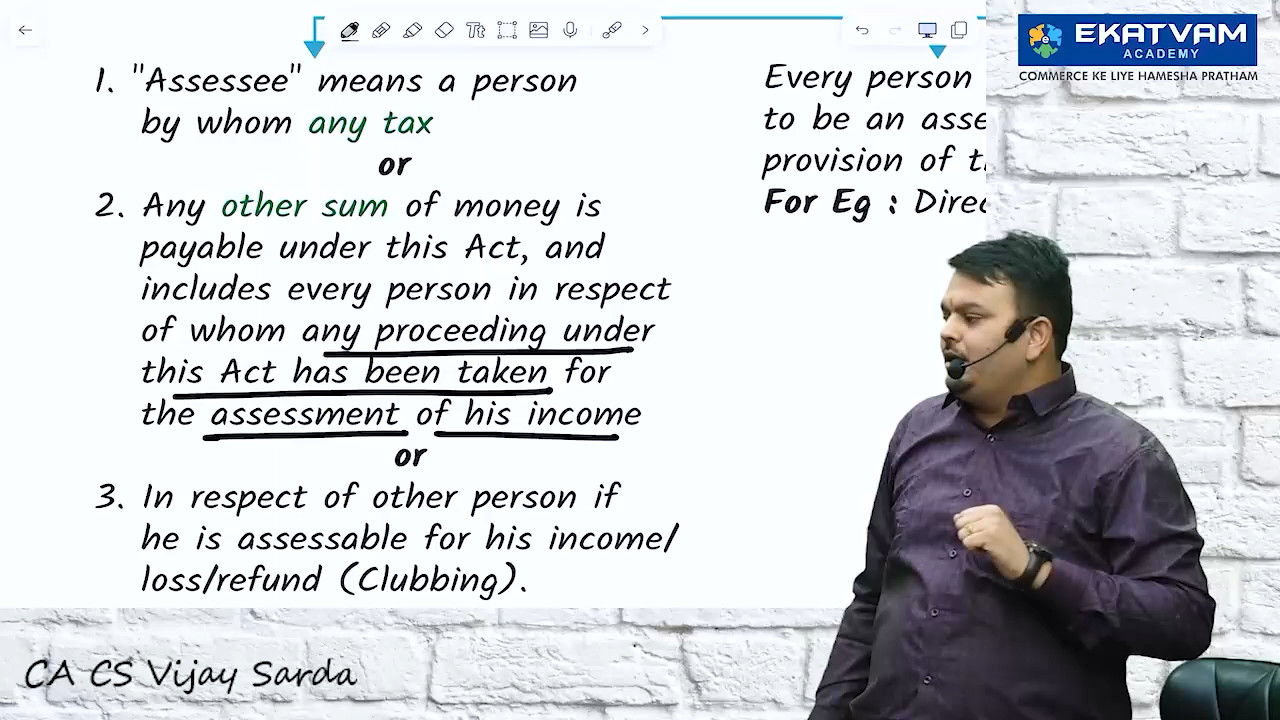 EKATVAM
ACADEMY
COMMERCE KE LIYE HAMESHA PRATHAM
Tt
1. "Assessee" means a person
by whom any tax
or
2. Any other sum of money is
payable under this Act, and
includes every person in respect
of whom any proceeding under
this Act has been taken for
the assessment of his income
or
3. In respect of other person if
he is assessable for his income/
loss/refund (Clubbing).
Every person
to be an asse
provision of t
For Eg : Direc
CA CS Vijay Sarda